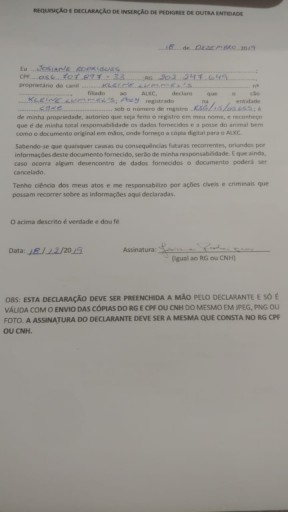 REQUISIÇÃO E DECLARAÇÃO DE INSERÇÃO DE PEDIGREE DE OUTRA ENTIDADE
18 de DEZEMBRO 2019
Eu RODRIGUES
CPF RG
proprietário do canil nº
filiado ao ALKC, declaro que o cão
registrado na entidade
sob o número de registro
de minha propriedade, autorizo que seja feito o registro em meu nome, e reconheço
que é de minha total responsabilidade os dados fornecidos e a posse do animal bem
como o documento original em mãos, onde forneço a cópia digital para o ALKC.
Sabendo se que quaisquer causas ou consequências futuras recorrentes, oriundos por
informações deste documento fornecido, serão de minha responsabilidade. E que ainda,
caso ocorra algum desencontro de dados fornecidos o documento poderá ser
cancelado.
Tenho ciência dos meus atos e me responsabilizo por ações cíveis e criminais que
possam recorrer sobre as informações aqui declaradas.
O acima descrito é verdade e dou fé
Data: 18/12/2019 Assinatura:
(Igual ao RG ou CNH)
OBS: ESTA DECLARAÇÃO DEVE SER PREENCHIDA A MÃO PELO DECLARANTE E SÓ É
VÁLIDA COM O ENVIO DAS CÓPIAS DO RG E CPF OU CNH DO MESMO EM JPEG, PNG OU
FOTO. A ASSINATURA DO DECLARANTE DEVE SER A MESMA QUE CONSTA NO RG CPF
OU CNH.